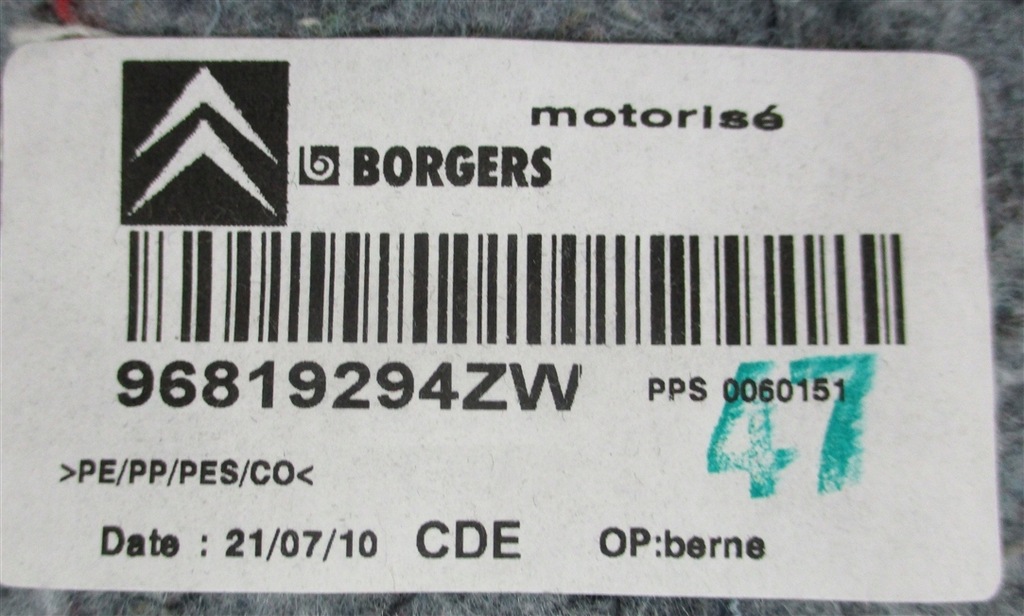 motorisé
BORGERS
96819294ZW PPS 0060151
47
>PE/PP/PES/CO<
Date : 21/07/10 CDE OP:berne